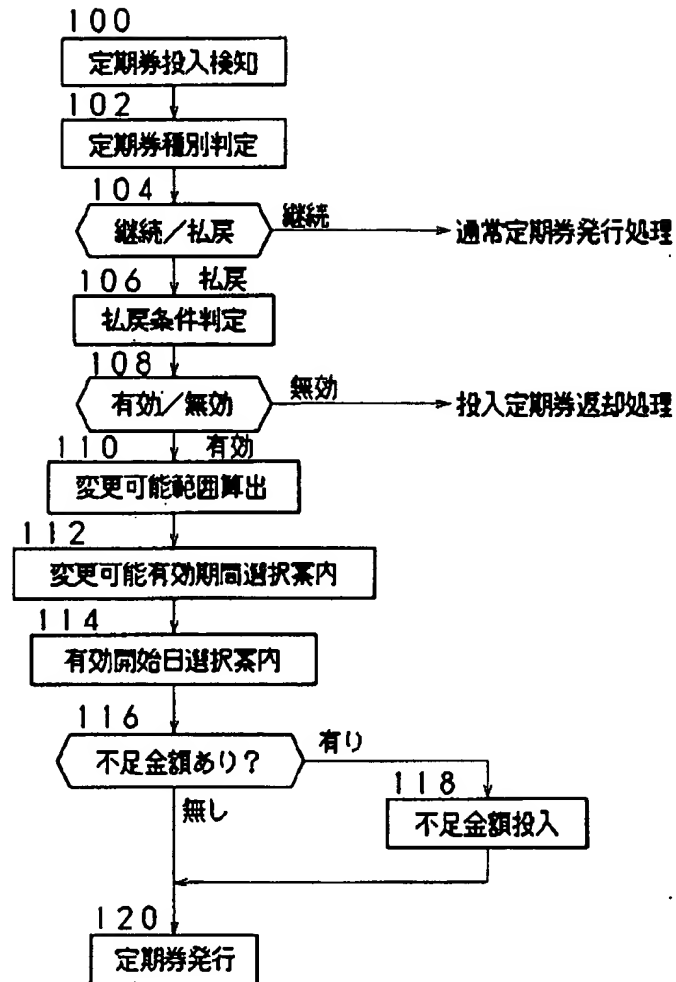 100
定期券投入検知
102
定期券種別判定
104
継続／払戻
継続
通常定期券発行処理
払戻
106
払戻条件判定
108
有効／無効
無効
投入定期券返却処理
有効
110
変更可能範囲算出
112
変更可能有効期間選択案内
114
有効開始日選択案内
116
不足金額あり？
有り
無し
118
不足金額投入
120
定期券発行